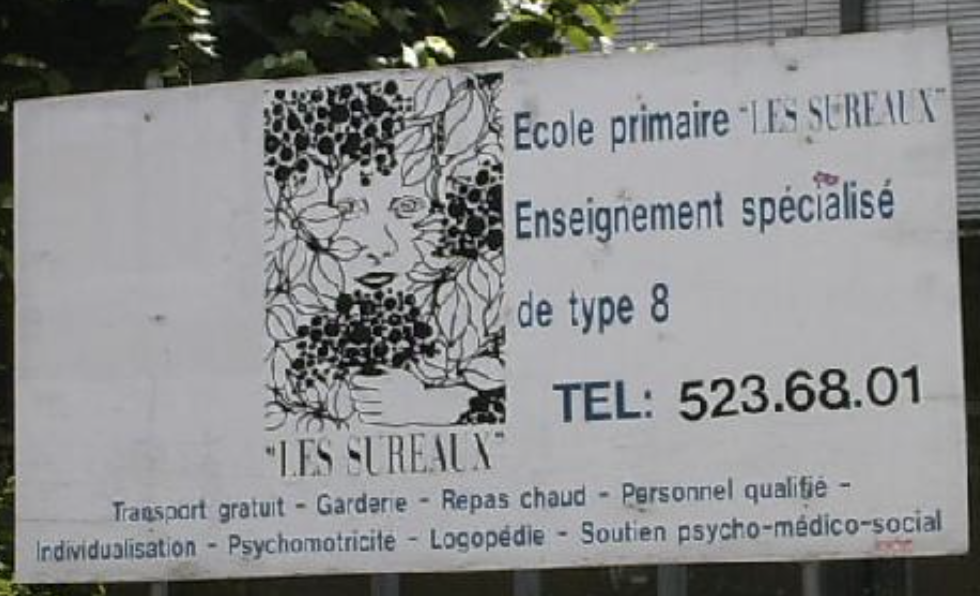 Ecole primaire "LES SUREAUX"
Enseignement spécialisé
de type 8
TEL: 523.68.01
"LES SUREAUX"
Transport gratuit - Garderie - Repas chaud - Personnel qualifié -
Individualisation - Psychomotricité - Logopédie - Soutien psycho-médico-social